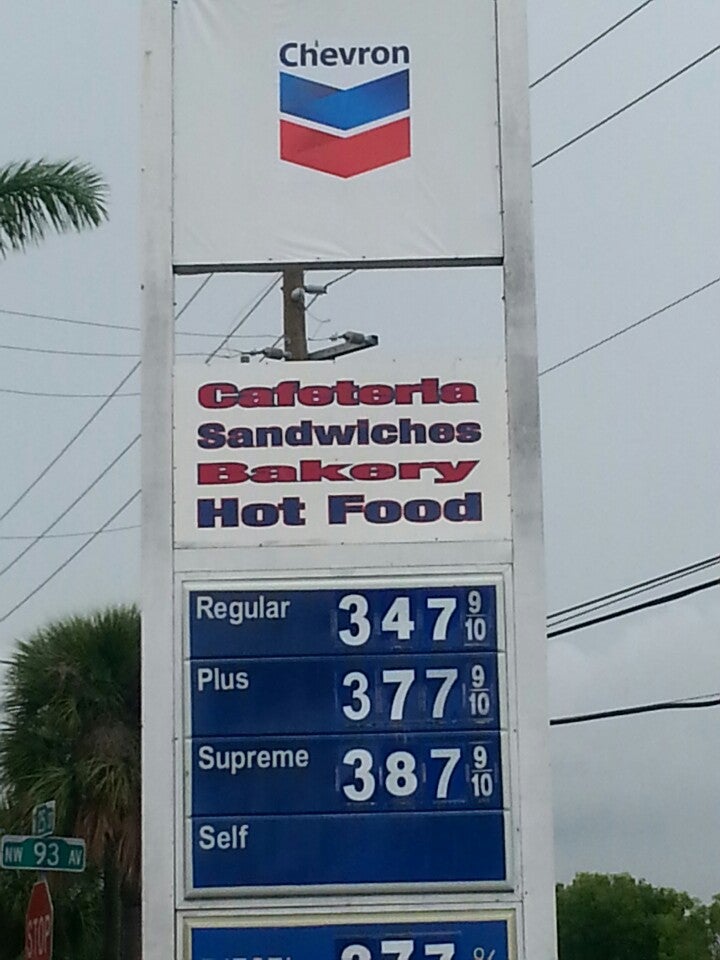 Chevron
Cafeteria
Sandwiches
Bakery
Hot Food
Regular 347 9/10
Plus 377 9/10
Supreme 387 9/10
Self
NW 93 AV
STOP